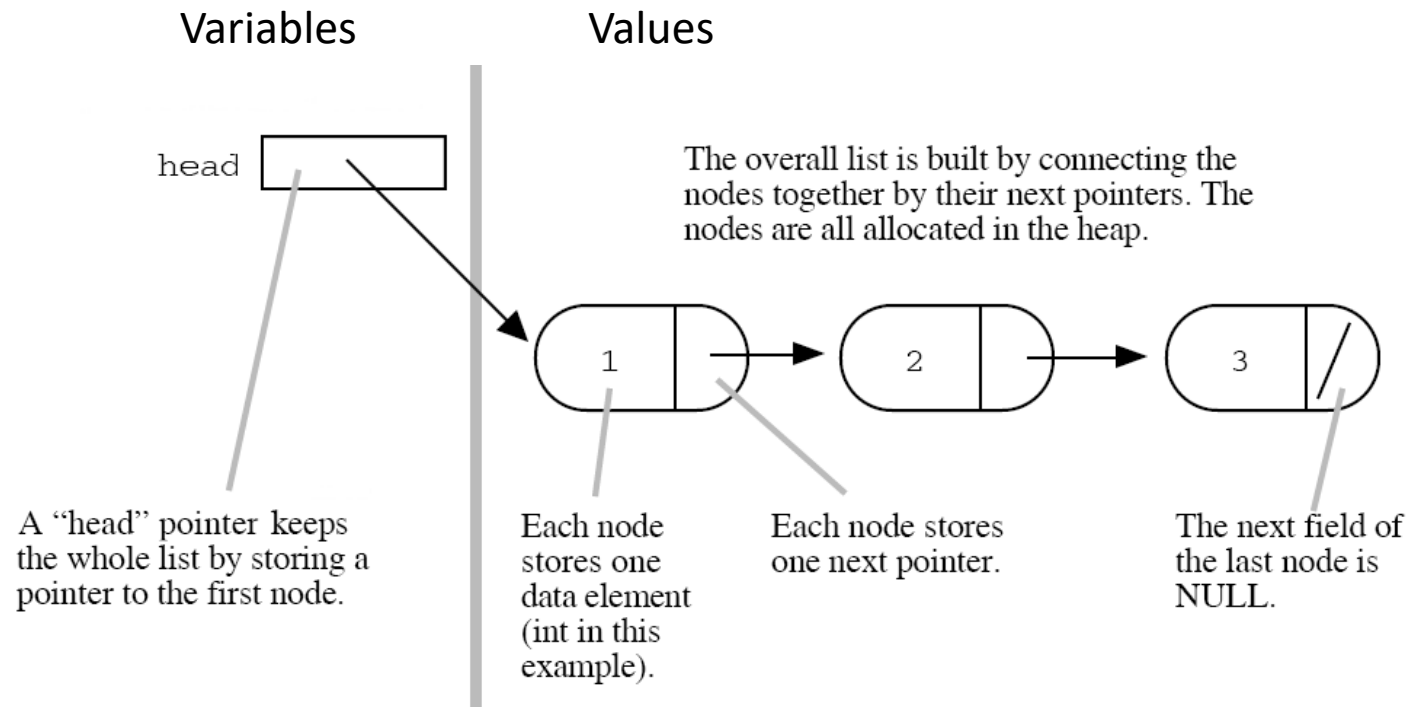 Variables
Values
head
The overall list is built by connecting the
nodes together by their next pointers. The
nodes are all allocated in the heap.
1
2
3
A “head” pointer keeps
the whole list by storing a
pointer to the first node.
Each node
stores one
data element
(int in this
example).
Each node stores
one next pointer.
The next field of
the last node is
NULL.